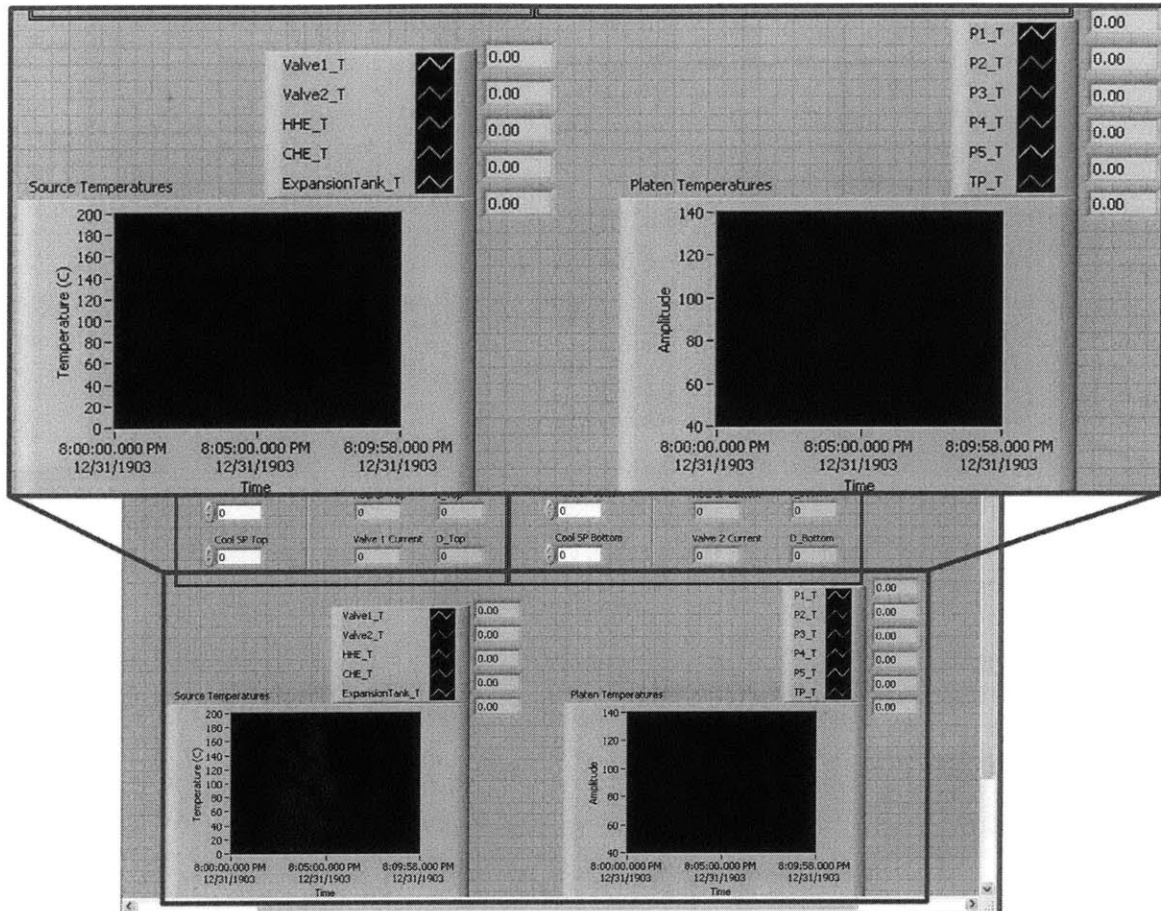 Valve1_T
Valve2_T
HHE_T
CHE_T
ExpansionTank_T
0.00
0.00
0.00
0.00
0.00
Source Temperatures
Temperature (C)
200
180
160
140
120
100
80
60
40
20
0
8:00:00.000 PM 8:05:00.000 PM 8:09:58.000 PM
12/31/1903 12/31/1903 12/31/1903
Time
P1_T
P2_T
P3_T
P4_T
P5_T
TP_T
0.00
0.00
0.00
0.00
0.00
0.00
Platen Temperatures
Amplitude
140
120
100
80
60
40
8:00:00.000 PM 8:05:00.000 PM 8:09:58.000 PM
12/31/1903 12/31/1903 12/31/1903
Time
0 0 0 0 0 0
Cool SP Top Valve 1 Current D_Top Cool SP Bottom Valve 2 Current D_Bottom
0 0 0 0 0 0
Valve1_T
Valve2_T
HHE_T
CHE_T
ExpansionTank_T
0.00
0.00
0.00
0.00
0.00
Source Temperatures
Temperature (C)
200
180
160
140
120
100
80
60
40
20
0
8:00:00.000 PM 8:05:00.000 PM 8:09:58.000 PM
12/31/1903 12/31/1903 12/31/1903
Time
P1_T
P2_T
P3_T
P4_T
P5_T
TP_T
0.00
0.00
0.00
0.00
0.00
0.00
Platen Temperatures
Amplitude
140
120
100
80
60
40
8:00:00.000 PM 8:05:00.000 PM 8:09:58.000 PM
12/31/1903 12/31/1903 12/31/1903
Time